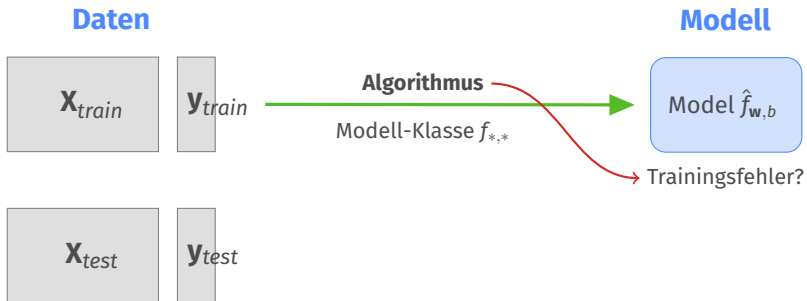 Daten Modell
X_train y_train Algorithmus Model f̂_w,b
Modell-Klasse f_*,*
Trainingsfehler?
X_test y_test